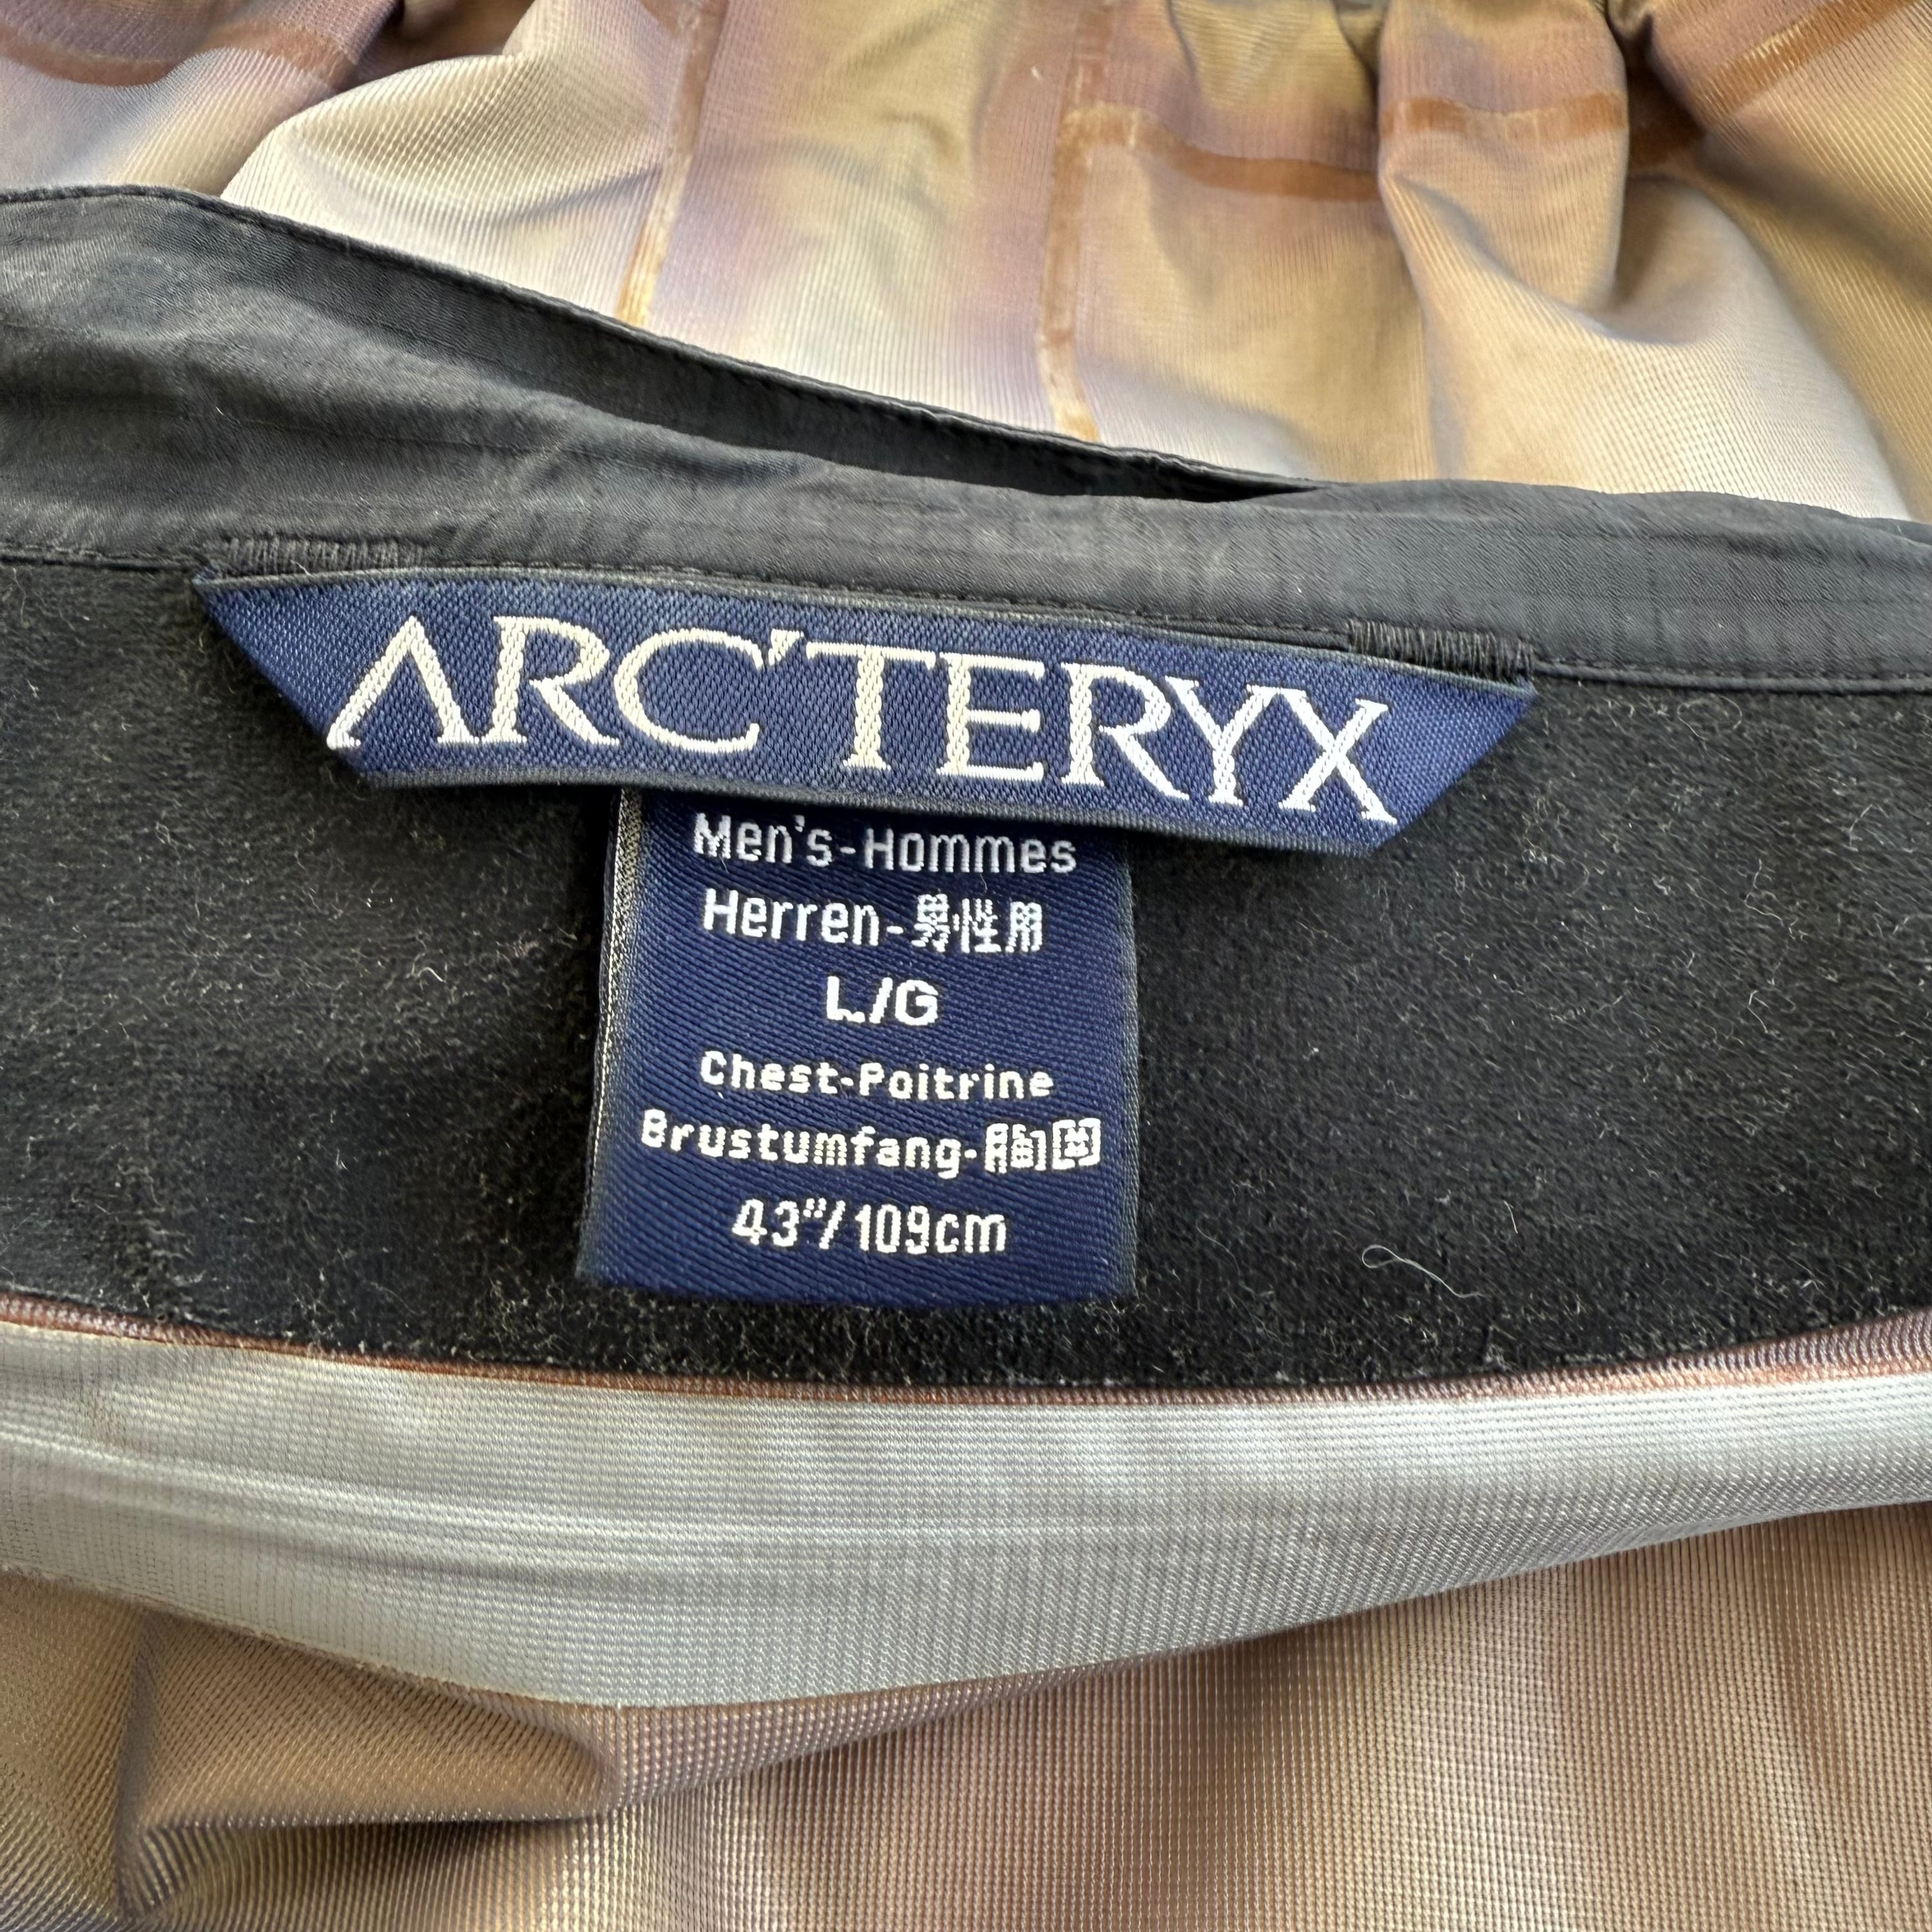 ARC'TERYX
Men's-Hommes
Herren-男性用
L/G
Chest-Poitrine
Brustumfang-胸囲
43"/109cm